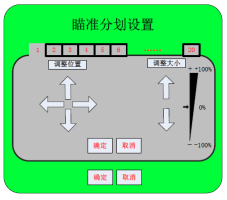 瞄准分划设置
1 2 3 4 5 6 ...... 20
调整位置 调整大小
+100%
0%
-100%
确定 取消
确定 取消